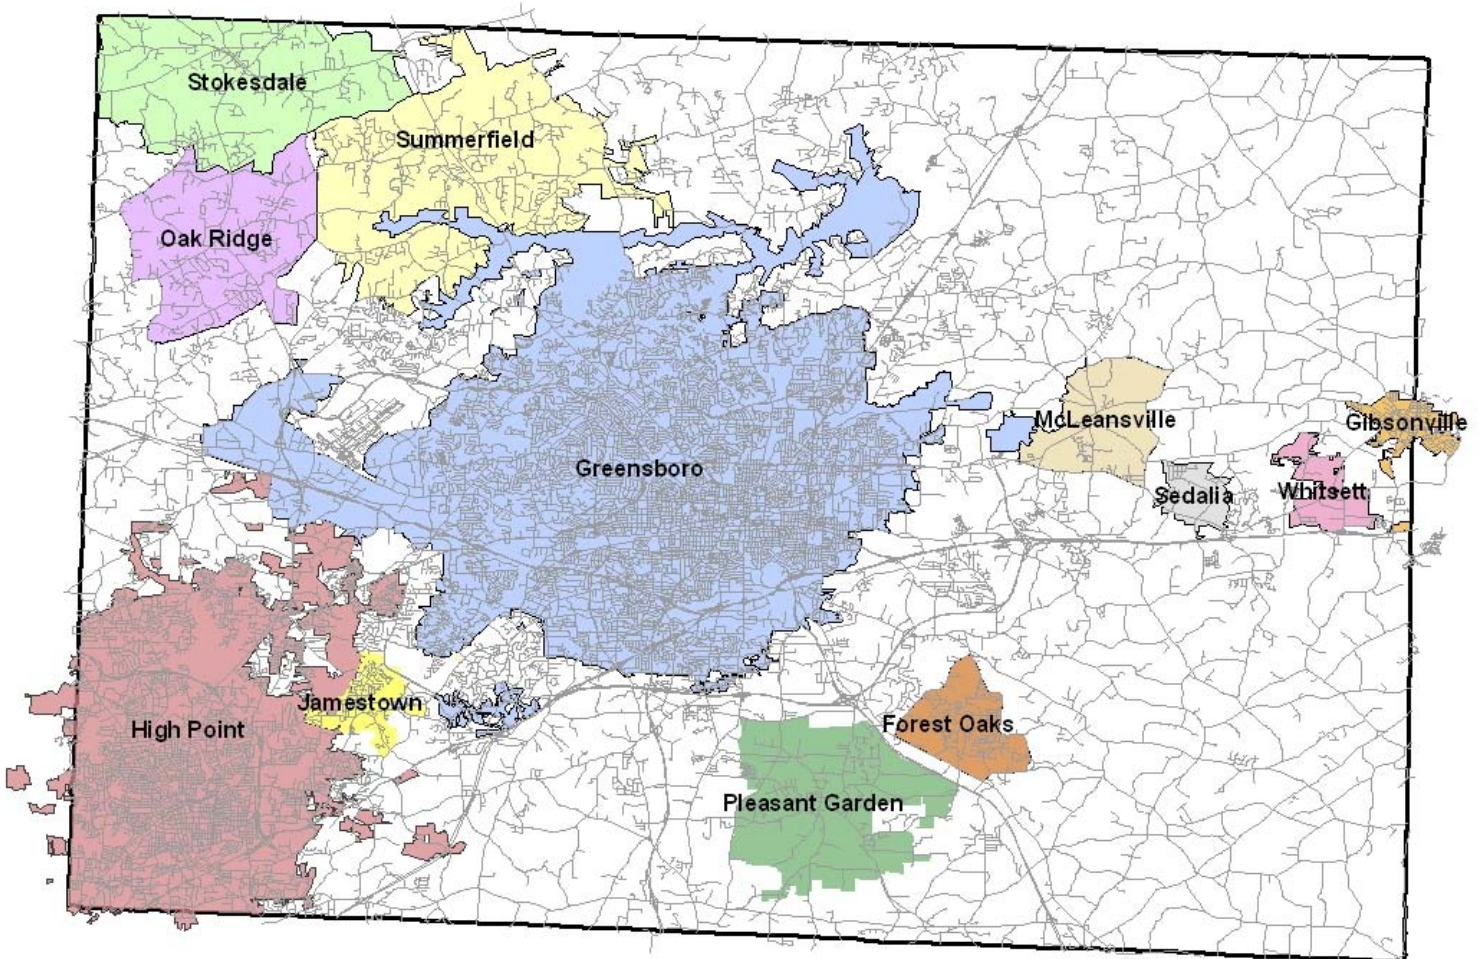 Stokesdale
Summerfield
Oak Ridge
McLeansville
Gibsonville
Greensboro
Sedalia
Whitsett
Jamestown
High Point
Forest Oaks
Pleasant Garden